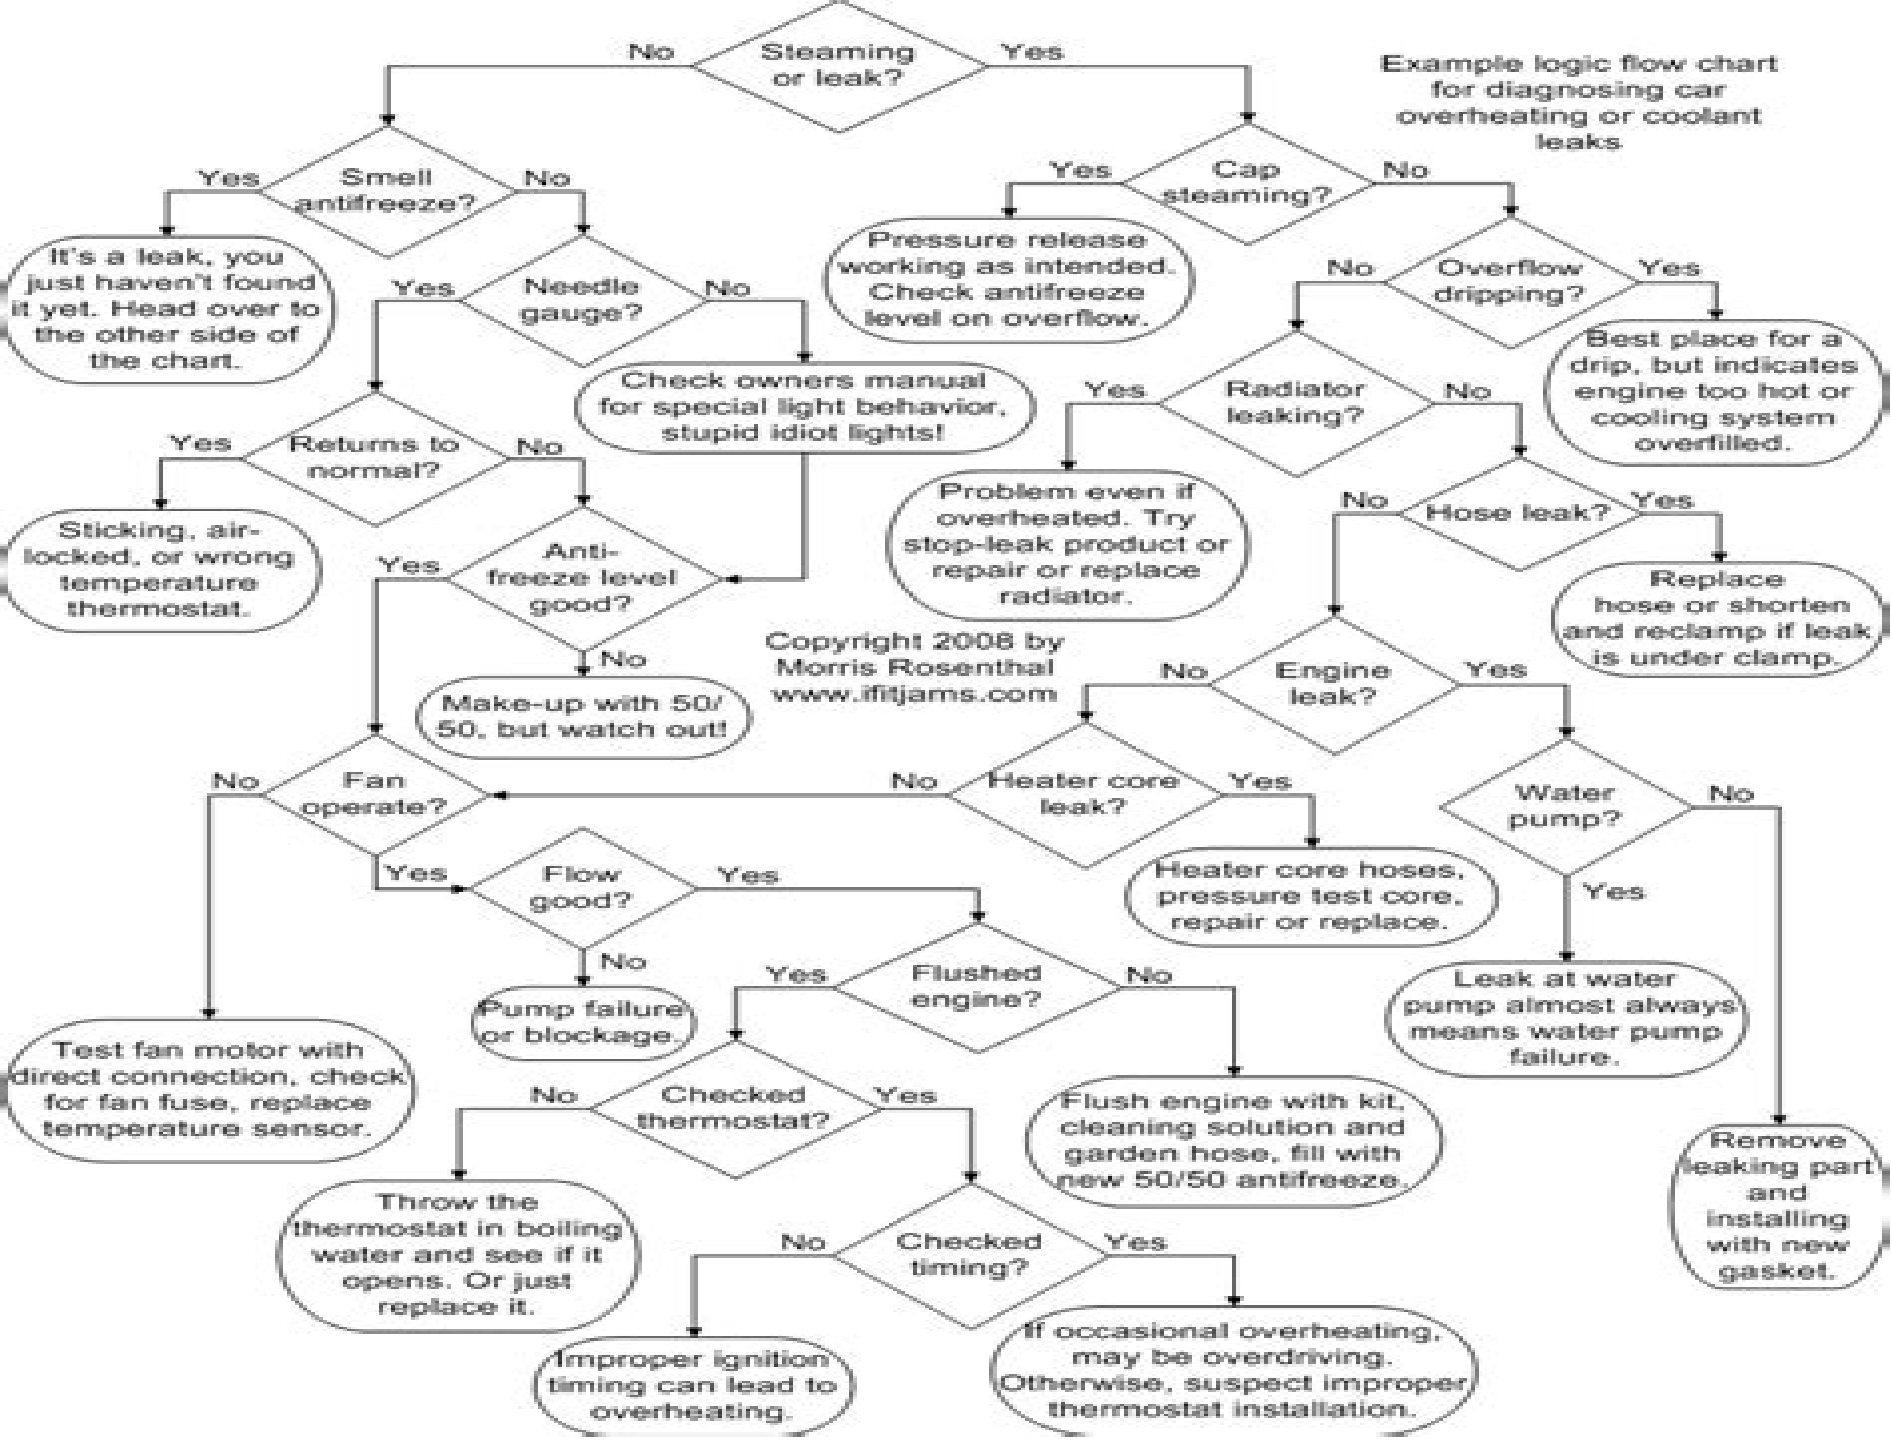 Steaming
or leak?
No
Yes
Example logic flow chart
for diagnosing car
overheating or coolant
leaks
Smell
antifreeze?
Yes
No
Cap
steaming?
Yes
No
It's a leak, you
just haven't found
it yet. Head over to
the other side of
the chart.
Needle
gauge?
Yes
No
Pressure release
working as intended.
Check antifreeze
level on overflow.
Overflow
dripping?
No
Yes
Check owners manual
for special light behavior,
stupid idiot lights!
Radiator
leaking?
Yes
No
Best place for a
drip, but indicates
engine too hot or
cooling system
overfilled.
Returns to
normal?
Yes
No
Sticking, air-
locked, or wrong
temperature
thermostat.
Anti-
freeze level
good?
Yes
No
Problem even if
overheated. Try
stop-leak product or
repair or replace
radiator.
Hose leak?
No
Yes
Replace
hose or shorten
and reclamp if leak
is under clamp.
Make-up with 50/
50, but watch out!
Copyright 2008 by
Morris Rosenthal
www.ifitjams.com
Engine
leak?
No
Yes
Fan
operate?
No
Yes
Heater core
leak?
No
Yes
Water
pump?
No
Yes
Flow
good?
Yes
No
Heater core hoses,
pressure test core,
repair or replace.
Pump failure
or blockage.
Flushed
engine?
Yes
No
Leak at water
pump almost always
means water pump
failure.
Test fan motor with
direct connection, check
for fan fuse, replace
temperature sensor.
Checked
thermostat?
No
Yes
Flush engine with kit,
cleaning solution and
garden hose, fill with
new 50/50 antifreeze.
Remove
leaking part
and
installing
with new
gasket.
Throw the
thermostat in boiling
water and see if it
opens. Or just
replace it.
Checked
timing?
No
Yes
Improper ignition
timing can lead to
overheating.
If occasional overheating,
may be overdriving.
Otherwise, suspect improper
thermostat installation.